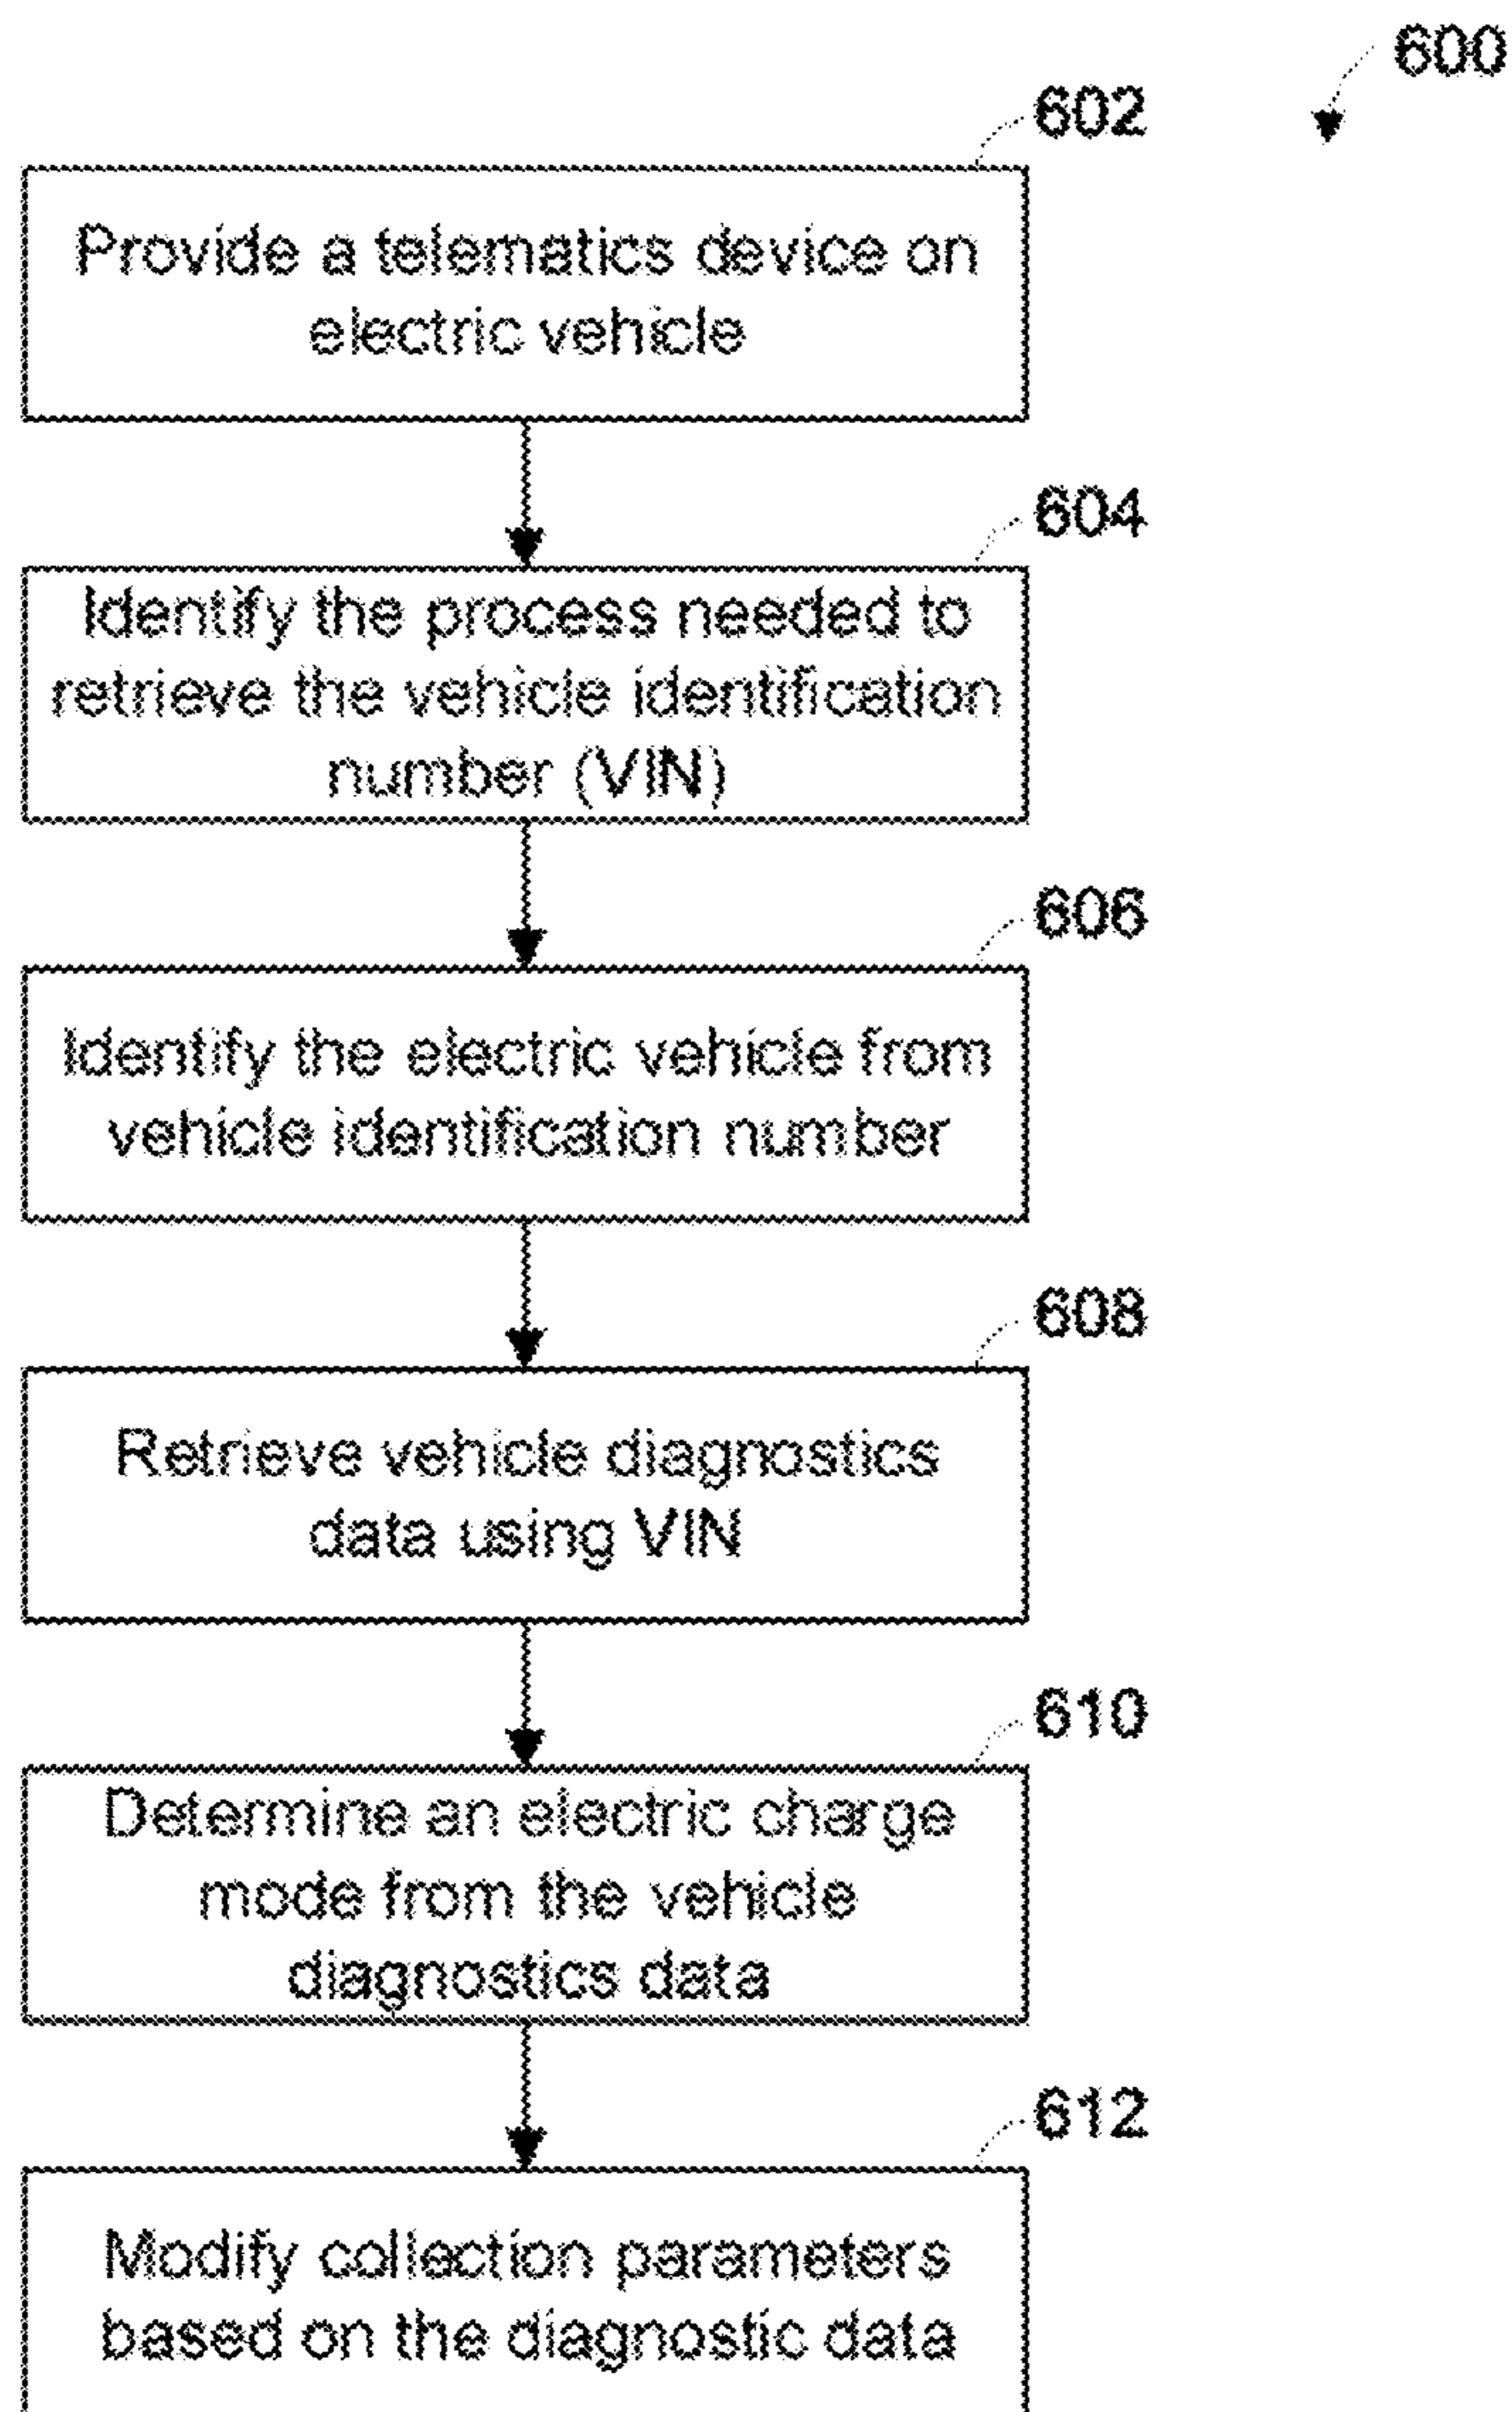 600
602
Provide a telematics device on
electric vehicle
604
Identify the process needed to
retrieve the vehicle identification
number (VIN)
606
Identify the electric vehicle from
vehicle identification number
608
Retrieve vehicle diagnostics
data using VIN
610
Determine an electric charge
mode from the vehicle
diagnostics data
612
Modify collection parameters
based on the diagnostic data